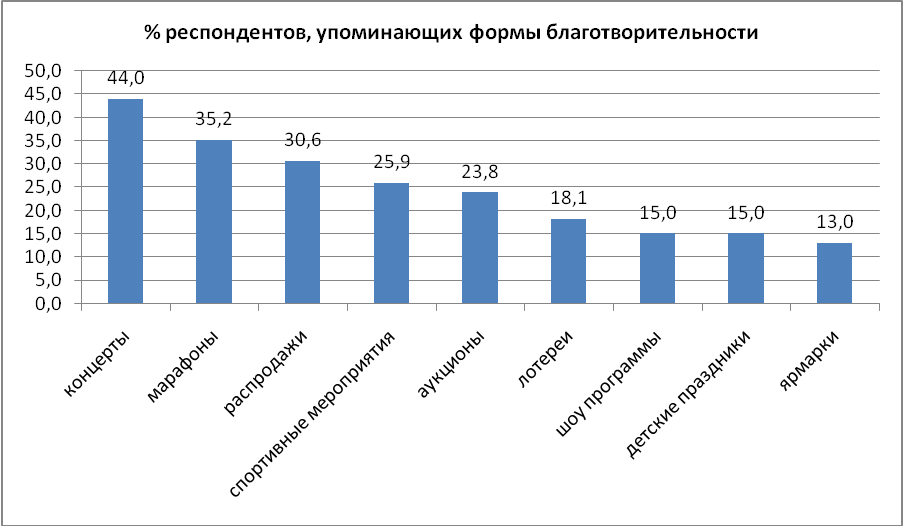 % респондентов, упоминающих формы благотворительности
50,0
45,0
40,0
35,0
30,0
25,0
20,0
15,0
10,0
5,0
0,0
44,0
35,2
30,6
25,9
23,8
18,1
15,0
15,0
13,0
концерты
марафоны
распродажи
спортивные мероприятия
аукционы
лотереи
шоу программы
детские праздники
ярмарки